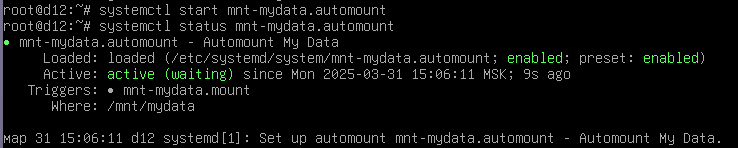 root@d12:~# systemctl start mnt-mydata.automount
root@d12:~# systemctl status mnt-mydata.automount
● mnt-mydata.automount - Automount My Data
Loaded: loaded (/etc/systemd/system/mnt-mydata.automount; enabled; preset: enabled)
Active: active (waiting) since Mon 2025-03-31 15:06:11 MSK; 9s ago
Triggers: ● mnt-mydata.mount
Where: /mnt/mydata
мар 31 15:06:11 d12 systemd[1]: Set up automount mnt-mydata.automount - Automount My Data.